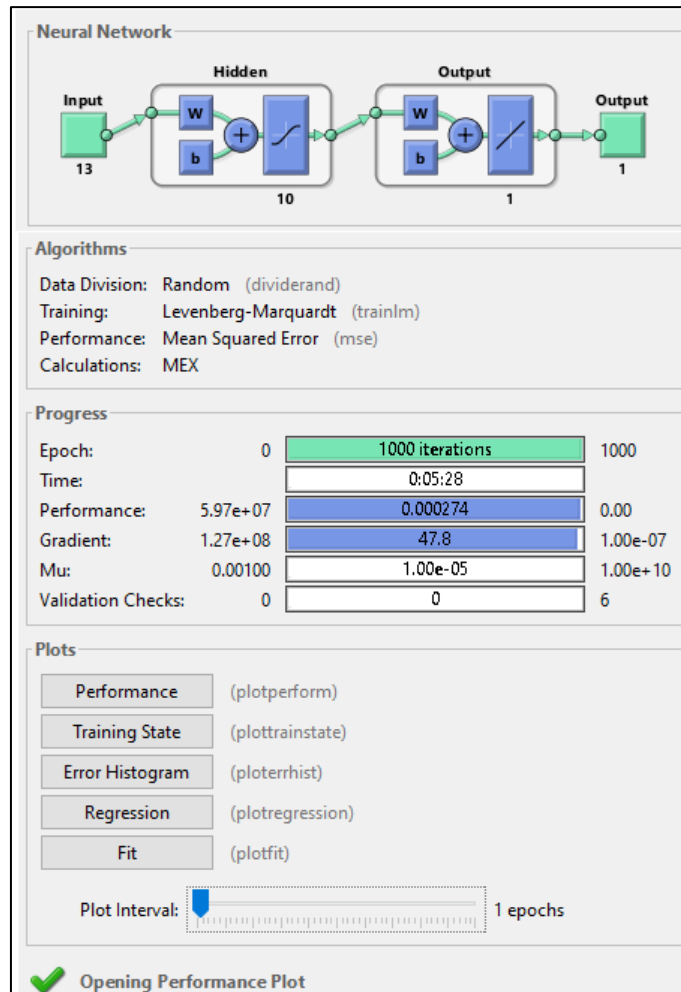 Neural Network
Hidden
Output
Input
Output
W
b
+
W
b
+
13
10
1
1
Algorithms
Data Division: Random (dividerand)
Training: Levenberg-Marquardt (trainlm)
Performance: Mean Squared Error (mse)
Calculations: MEX
Progress
Epoch: 0 1000 iterations 1000
Time: 0:05:28
Performance: 5.97e+07 0.000274 0.00
Gradient: 1.27e+08 47.8 1.00e-07
Mu: 0.00100 1.00e-05 1.00e+10
Validation Checks: 0 0 6
Plots
Performance (plotperform)
Training State (plottrainstate)
Error Histogram (ploterrhist)
Regression (plotregression)
Fit (plotfit)
Plot Interval: 1 epochs
Opening Performance Plot